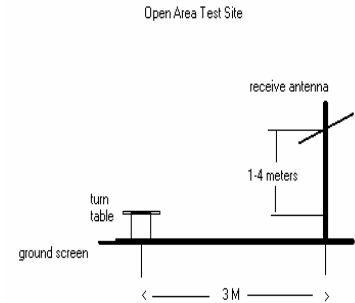 Open Area Test Site
receive antenna
1-4 meters
turn
table
ground screen
3 M